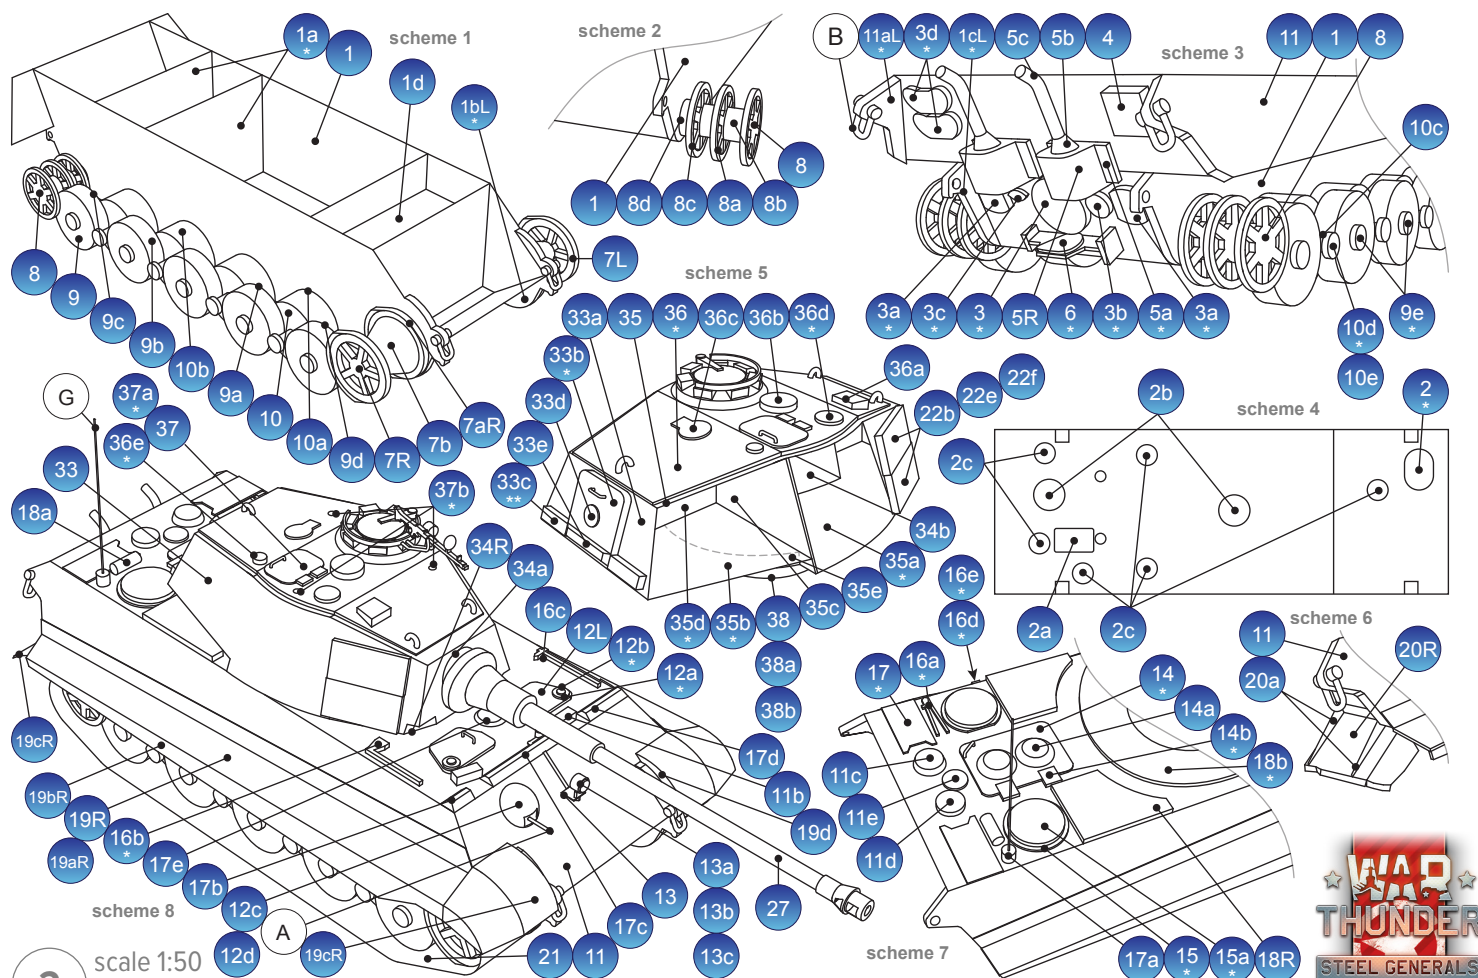 scheme 1
1a
*
1
1d
1bL
*
7L
8
9
9c
9b
10b
9a
10
10a
9d
7R
7b
7aR
scheme 2
1
8d
8c
8a
8b
8
scheme 3
B
11aL
*
3d
*
1cL
*
5c
5b
4
11
1
8
10c
3a
*
3c
*
3
*
5R
6
*
3b
*
5a
*
3a
*
10d
*
10e
9e
*
scheme 4
2b
2
*
2c
2a
2c
scheme 5
33a
35
36
*
36c
36b
36d
*
33b
*
33d
33e
33c
**
36a
22f
22e
22b
34b
35a
*
35e
35c
38
38a
38b
35b
*
35d
*
scheme 6
11
20a
20R
scheme 7
16e
*
16d
*
16a
*
17
*
14
*
14a
14b
*
18b
*
11c
11e
11d
17a
15
*
15a
*
18R
scheme 8
G
37a
*
37
36e
*
33
18a
37b
*
34R
34a
16c
12L
12b
*
12a
*
17d
11b
19d
27
13a
13b
13c
13
17c
11
21
19cR
A
12d
12c
17b
17e
16b
*
19aR
19R
19bR
19cR
scale 1:50
WAR
THUNDER
STEEL GENERALS